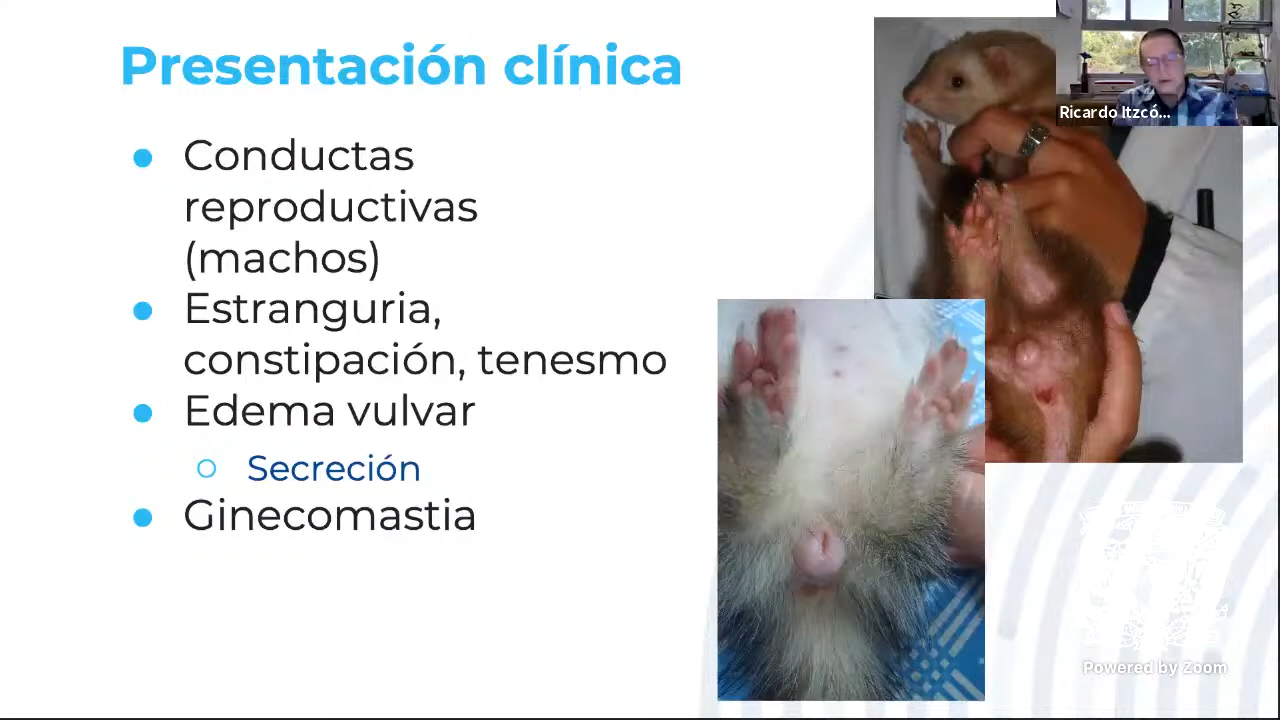 Presentación clínica
Conductas
reproductivas
(machos)
Estranguria,
constipación, tenesmo
Edema vulvar
Secreción
Ginecomastia
Ricardo Itzcó...
Powered by Zoom